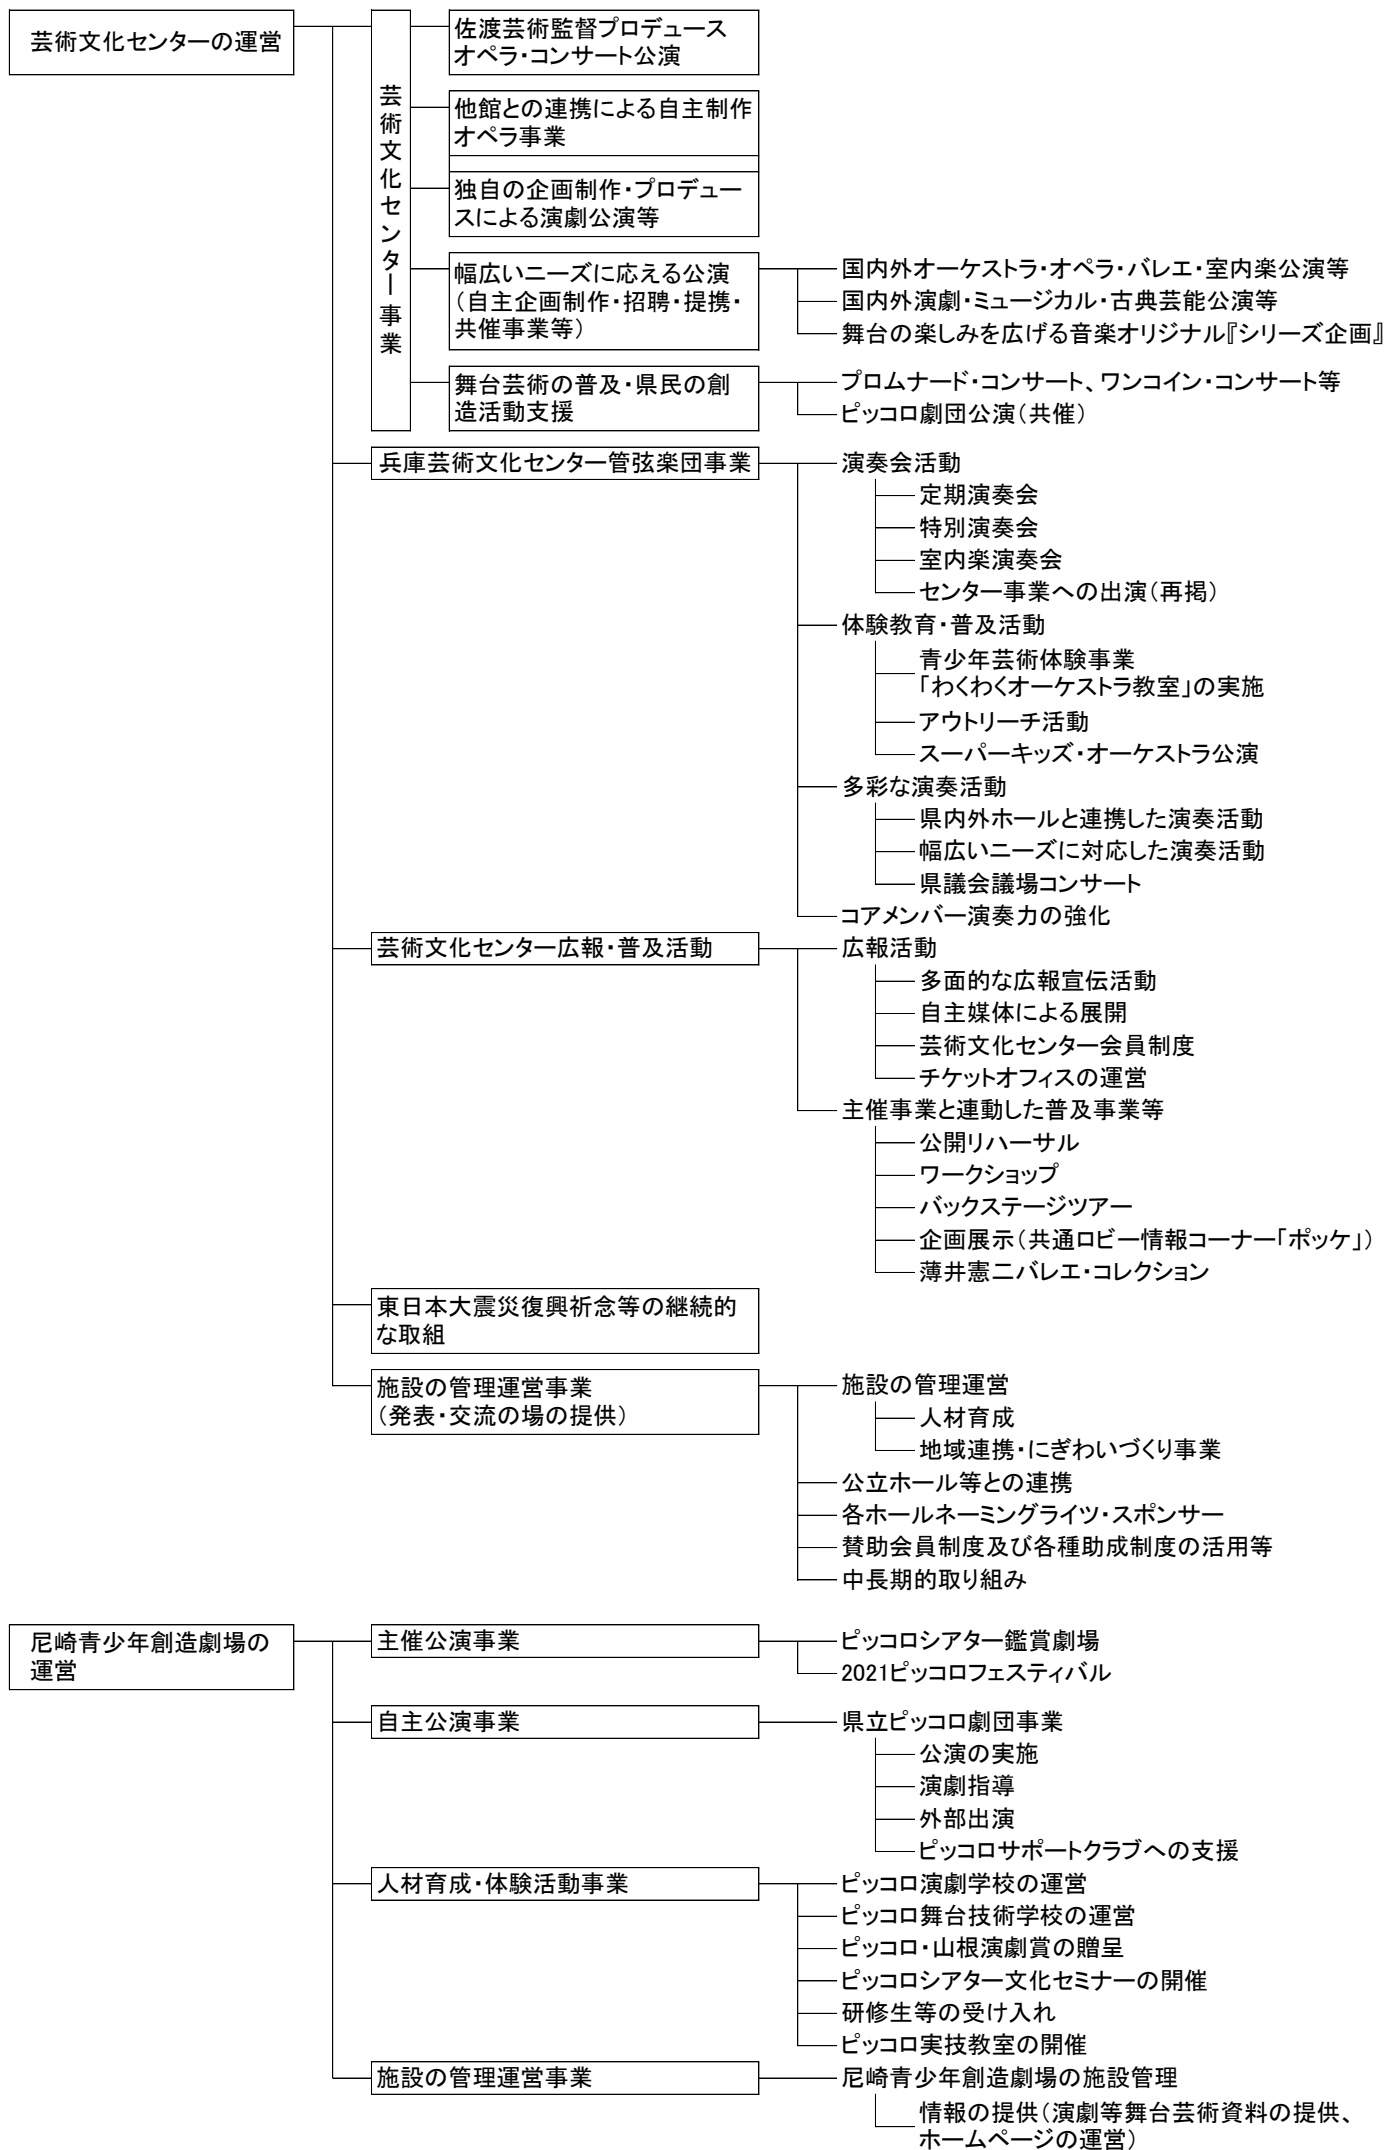 芸術文化センターの運営
芸術文化センター事業
佐渡芸術監督プロデュース
オペラ・コンサート公演
他館との連携による自主制作
オペラ事業
独自の企画制作・プロデュー
スによる演劇公演等
幅広いニーズに応える公演
（自主企画制作・招聘・提携・
共催事業等）
国内外オーケストラ・オペラ・バレエ・室内楽公演等
国内外演劇・ミュージカル・古典芸能公演等
舞台の楽しみを広げる音楽オリジナル『シリーズ企画』
舞台芸術の普及・県民の創
造活動支援
プロムナード・コンサート、ワンコイン・コンサート等
ピッコロ劇団公演（共催）
兵庫芸術文化センター管弦楽団事業
演奏会活動
定期演奏会
特別演奏会
室内楽演奏会
センター事業への出演（再掲）
体験教育・普及活動
青少年芸術体験事業
「わくわくオーケストラ教室」の実施
アウトリーチ活動
スーパーキッズ・オーケストラ公演
多彩な演奏活動
県内外ホールと連携した演奏活動
幅広いニーズに対応した演奏活動
県議会議場コンサート
コアメンバー演奏力の強化
芸術文化センター広報・普及活動
広報活動
多面的な広報宣伝活動
自主媒体による展開
芸術文化センター会員制度
チケットオフィスの運営
主催事業と連動した普及事業等
公開リハーサル
ワークショップ
バックステージツアー
企画展示（共通ロビー情報コーナー「ポッケ」）
薄井憲二バレエ・コレクション
東日本大震災復興祈念等の継続的
な取組
施設の管理運営事業
（発表・交流の場の提供）
施設の管理運営
人材育成
地域連携・にぎわいづくり事業
公立ホール等との連携
各ホールネーミングライツ・スポンサー
賛助会員制度及び各種助成制度の活用等
中長期的取り組み
尼崎青少年創造劇場の
運営
主催公演事業
ピッコロシアター鑑賞劇場
2021ピッコロフェスティバル
自主公演事業
県立ピッコロ劇団事業
公演の実施
演劇指導
外部出演
ピッコロサポートクラブへの支援
人材育成・体験活動事業
ピッコロ演劇学校の運営
ピッコロ舞台技術学校の運営
ピッコロ・山根演劇賞の贈呈
ピッコロシアター文化セミナーの開催
研修生等の受け入れ
ピッコロ実技教室の開催
施設の管理運営事業
尼崎青少年創造劇場の施設管理
情報の提供（演劇等舞台芸術資料の提供、
ホームページの運営）